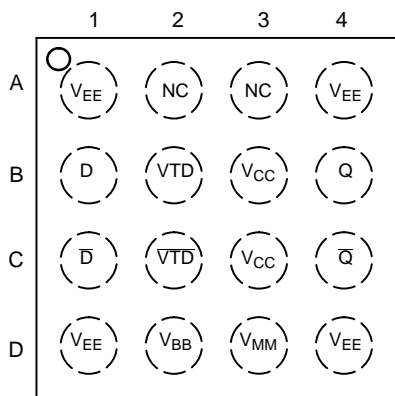 1 2 3 4
A V_EE NC NC V_EE
B D VTD V_CC Q
C D̅ V̅T̅D̅ V_CC Q̅
D V_EE V_BB V_MM V_EE